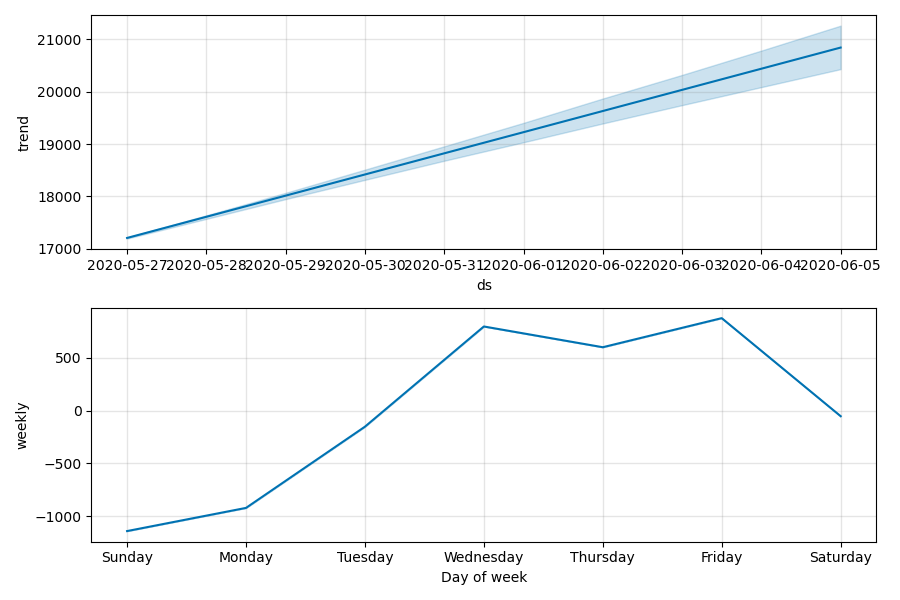 21000
20000
19000
18000
17000
trend
2020-05-27 2020-05-28 2020-05-29 2020-05-30 2020-05-31 2020-06-01 2020-06-02 2020-06-03 2020-06-04 2020-06-05
ds
500
0
−500
−1000
weekly
Sunday Monday Tuesday Wednesday Thursday Friday Saturday
Day of week